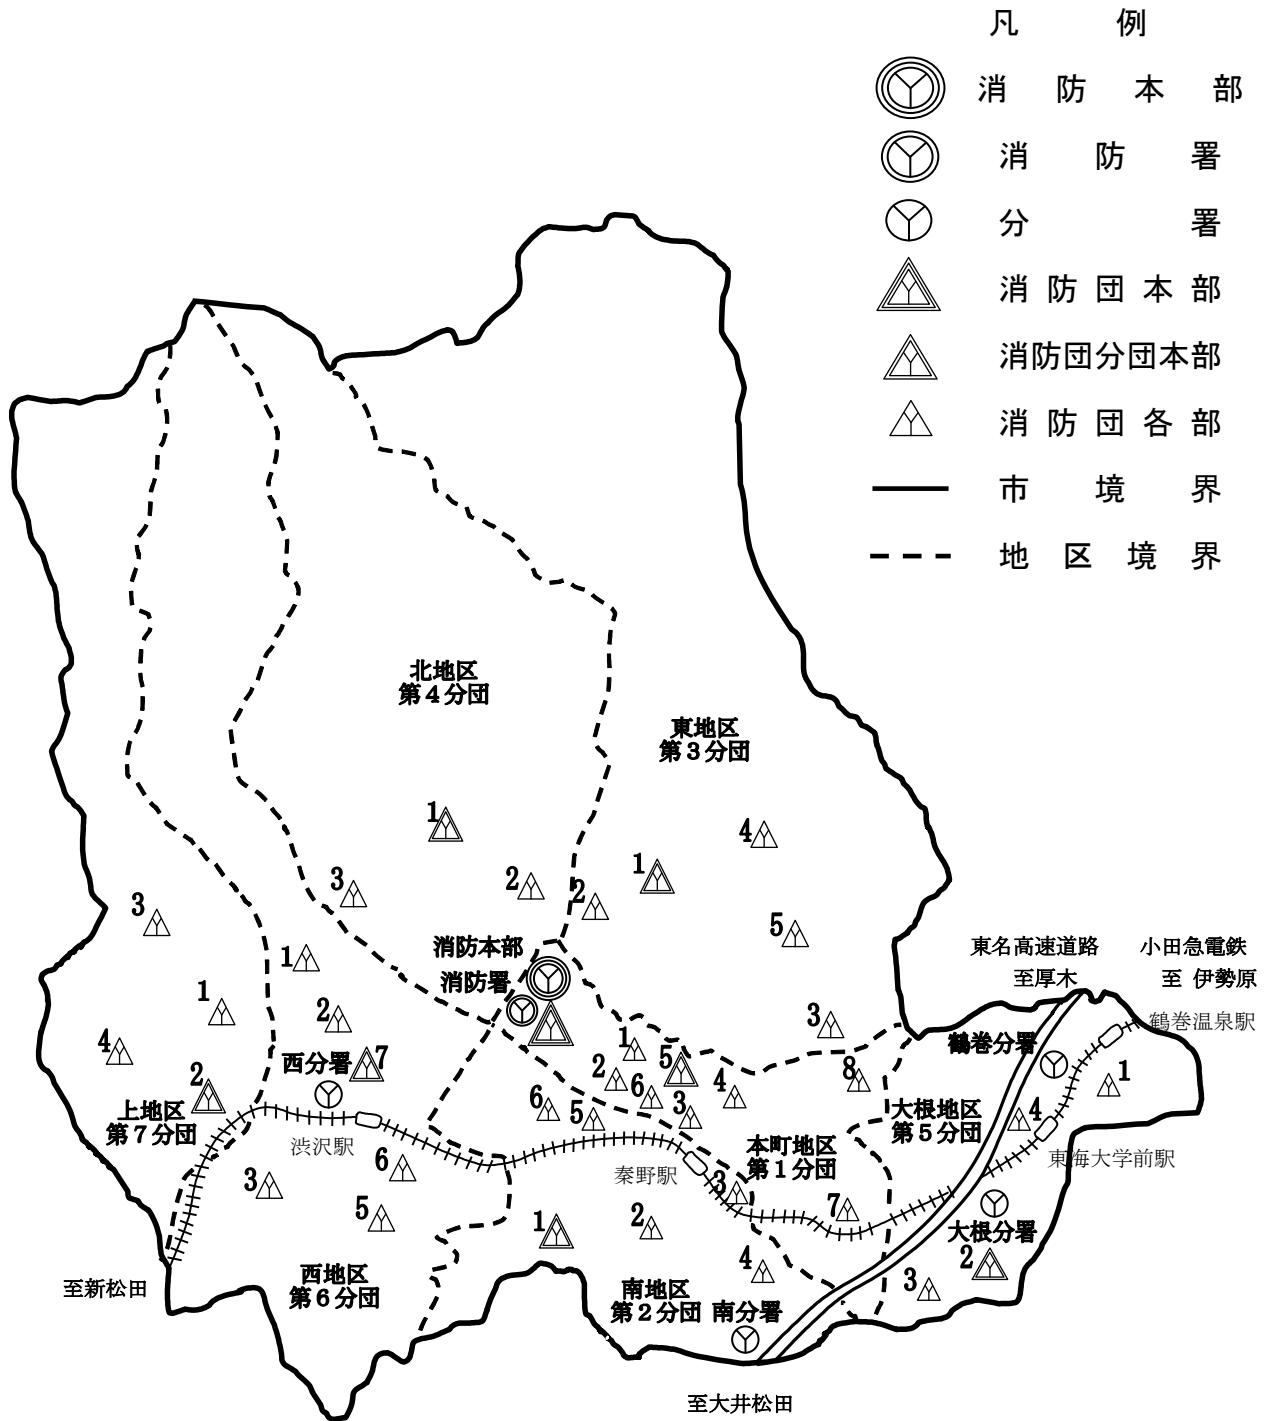 凡例
消防本部
消防署
分署
消防団本部
消防団分団本部
消防団各部
市境界
地区境界
北地区
第４分団
東地区
第３分団
1
4
1
3
2
2
3
5
消防本部
消防署
東名高速道路
至厚木
小田急電鉄
至 伊勢原
1
1
2
3
鶴巻温泉駅
鶴巻分署
4
西分署
7
1
5
2
2
6
4
8
1
上地区
第７分団
6
5
3
大根地区
第５分団
4
渋沢駅
本町地区
第１分団
東海大学前駅
秦野駅
3
6
3
5
7
1
2
大根分署
2
4
3
至新松田
西地区
第６分団
南地区
第２分団
南分署
至大井松田